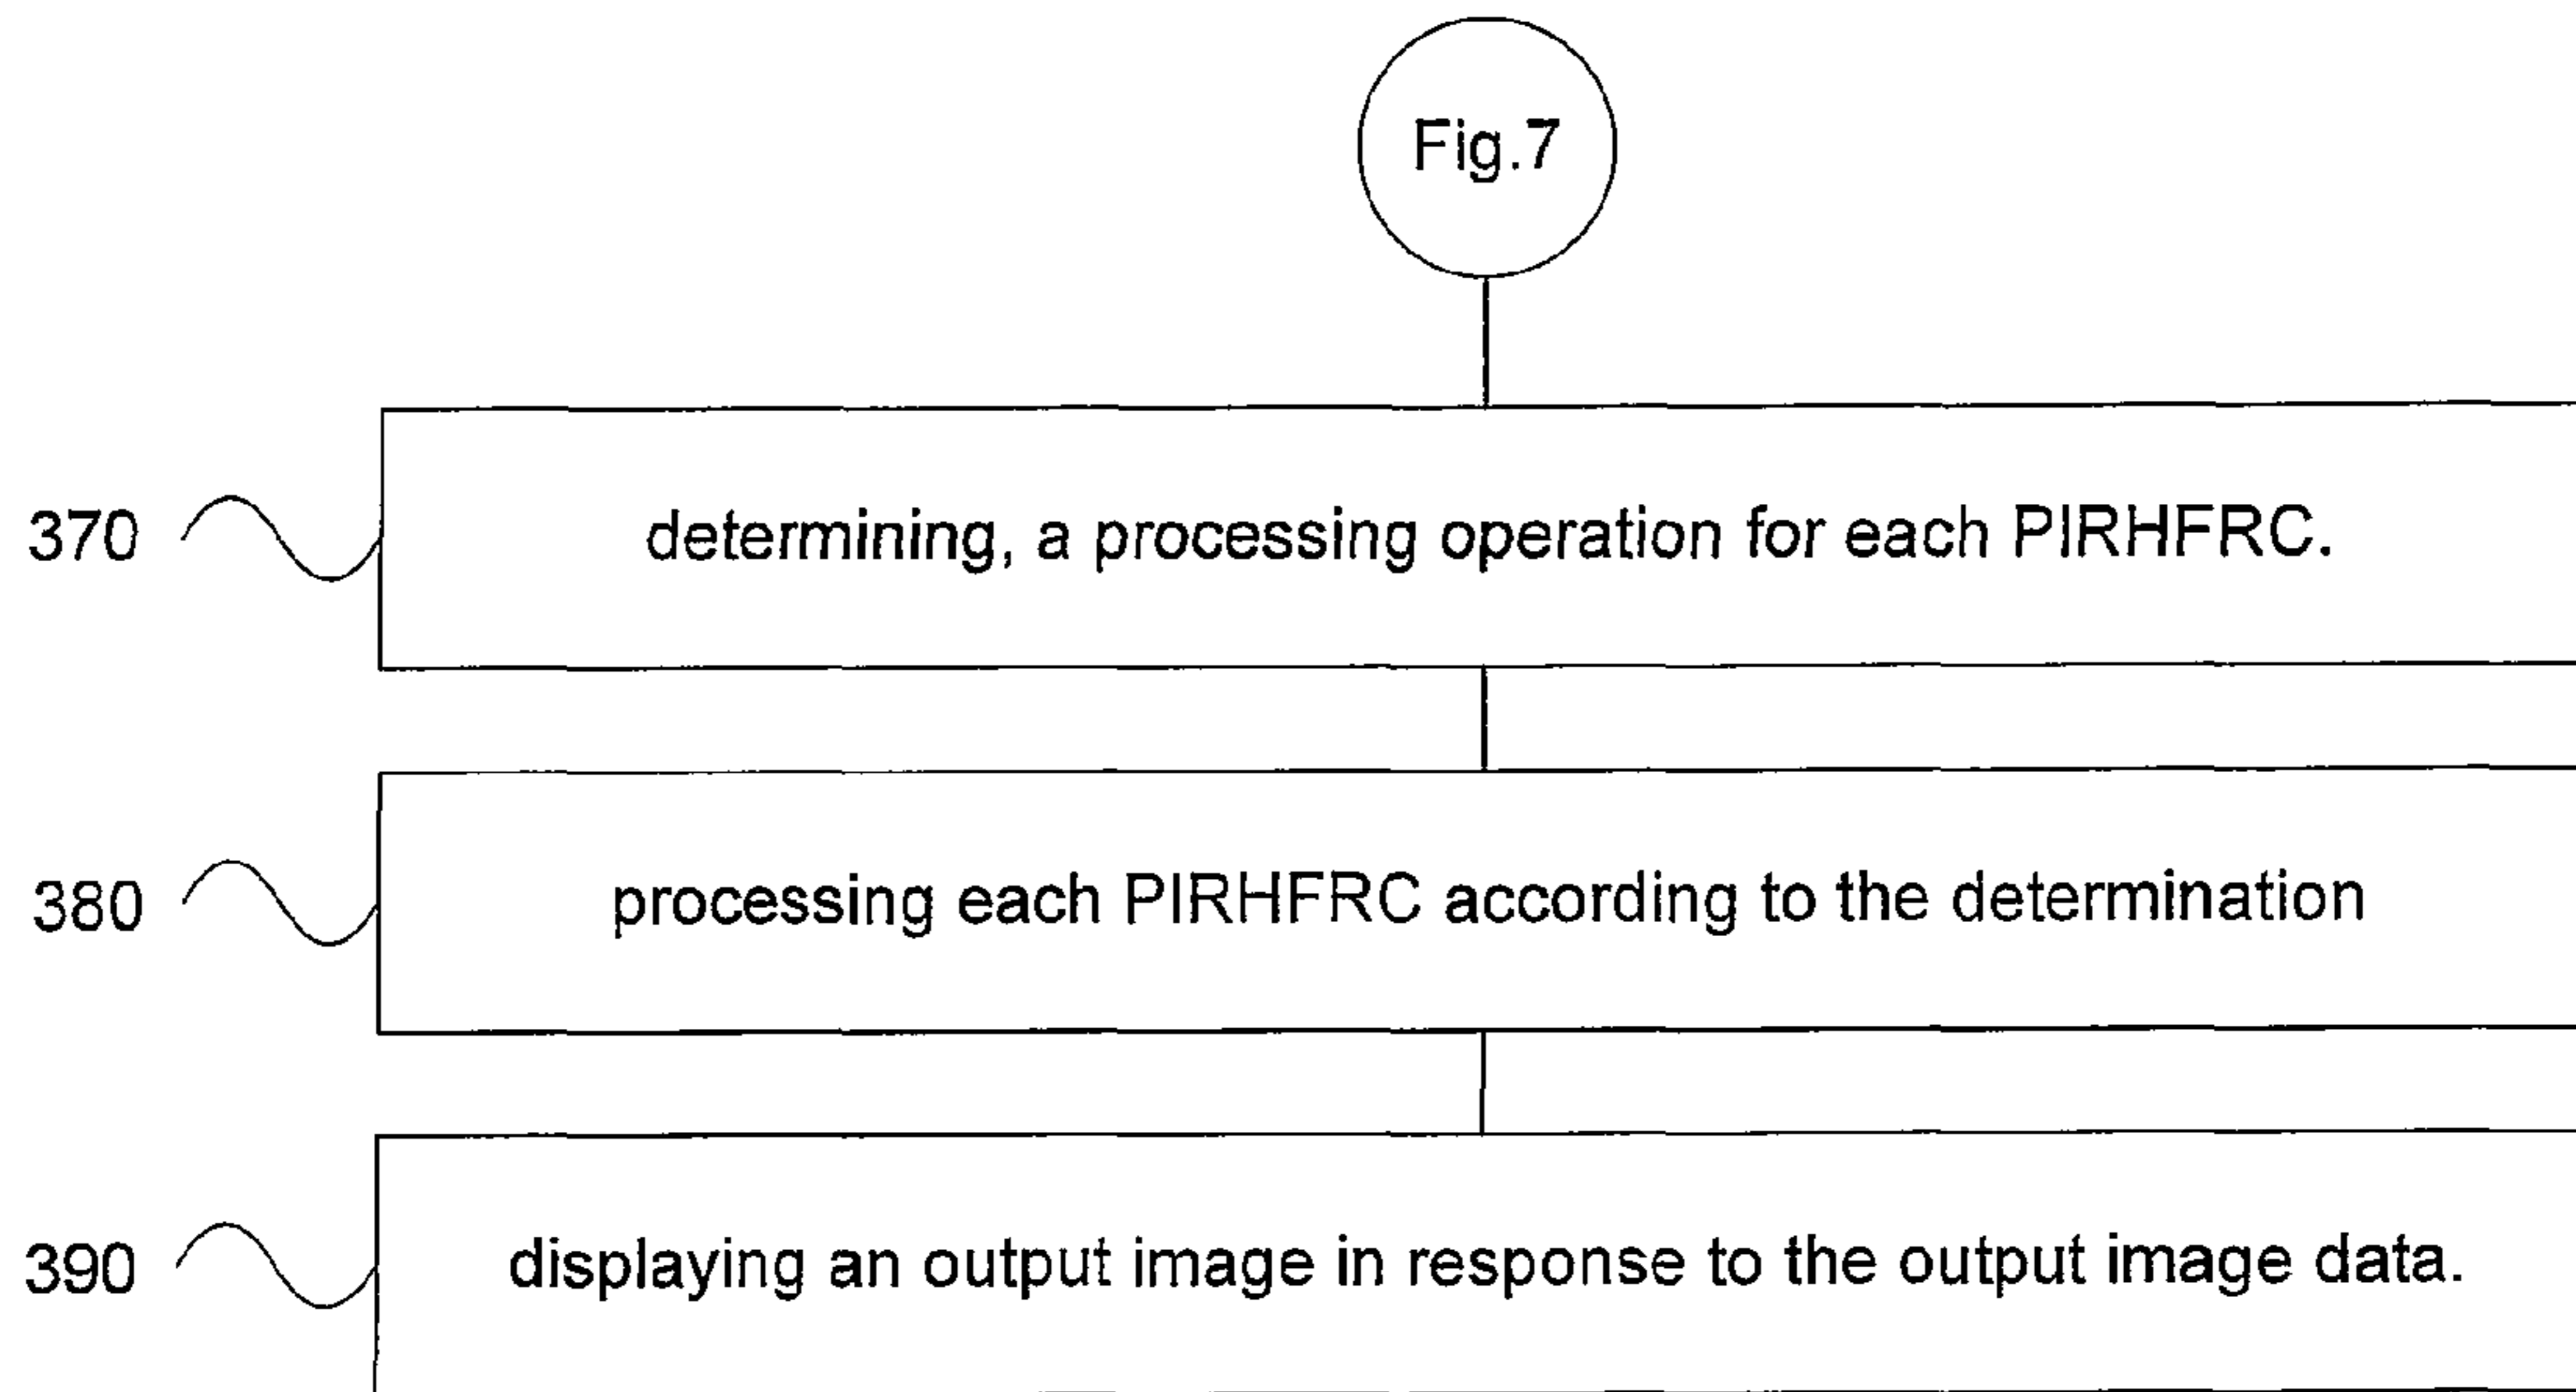 Fig.7
370 determining, a processing operation for each PIRHFRC.
380 processing each PIRHFRC according to the determination
390 displaying an output image in response to the output image data.